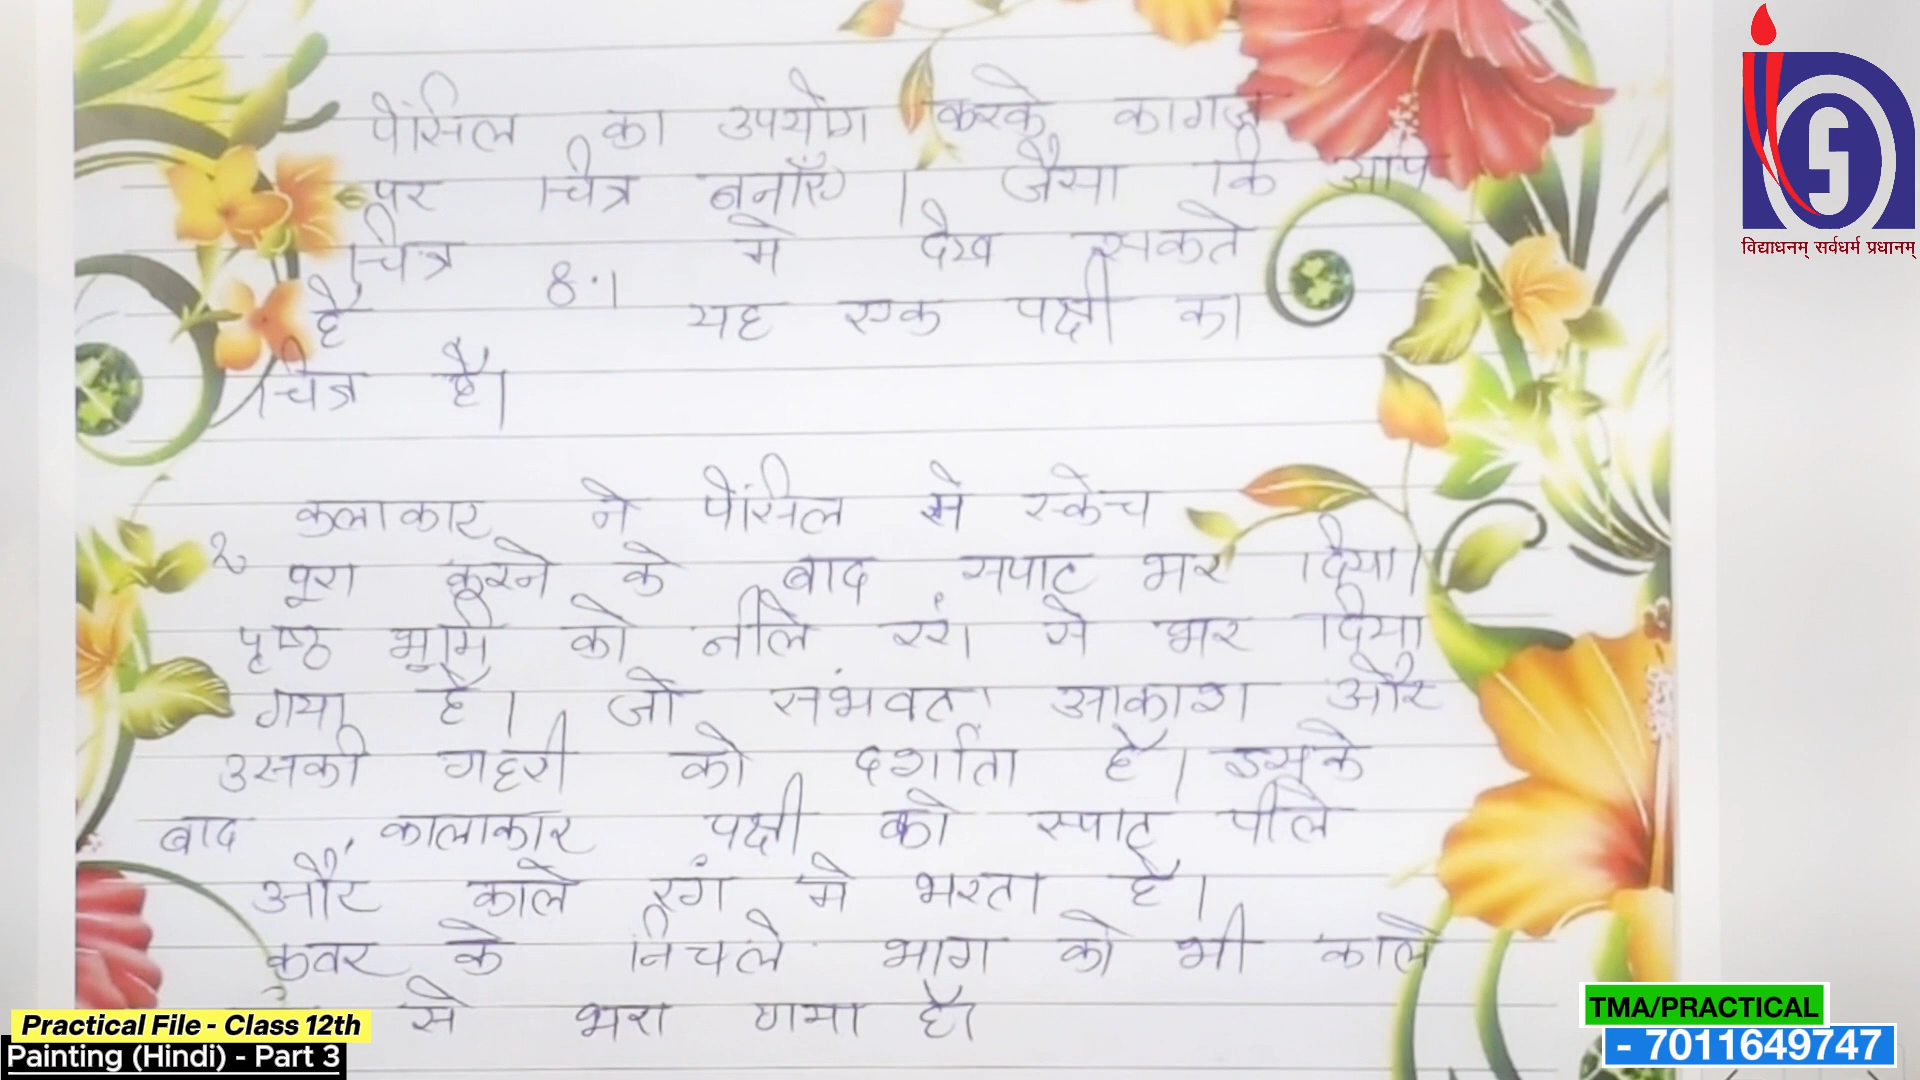 पेंसिल का उपयोग करके कागज
पर चित्र बनाएँ। जैसा कि आप
चित्र 8.1 मे देख सकते
है यह एक पक्षी का
चित्र है।
कलाकार ने पेंसिल से स्केच
२ पूरा करने के बाद सपाट भर दिया।
पृष्ठ भूमि को नीले रंग से भर दिया
गया है। जो संभवत आकाश और
उसकी गहरी को दर्शाता है। इसके
बाद कालाकार पक्षी को स्पाट पीले
और काले रंग मे भरता है।
कवर के निचले भाग को भी काले
से भरा गया है।
विद्याधनम् सर्वधर्म प्रधानम्
Practical File - Class 12th
Painting (Hindi) - Part 3
TMA/PRACTICAL
- 7011649747